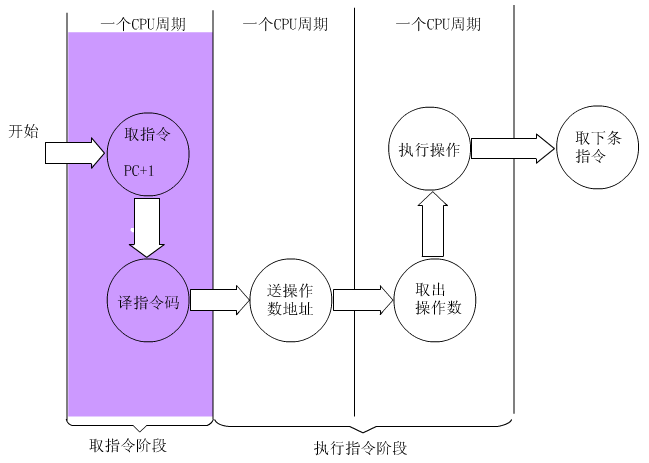 一个CPU周期
一个CPU周期
一个CPU周期
开始
取指令
PC+1
译指令码
送操作
数地址
取出
操作数
执行操作
取下条
指令
取指令阶段
执行指令阶段